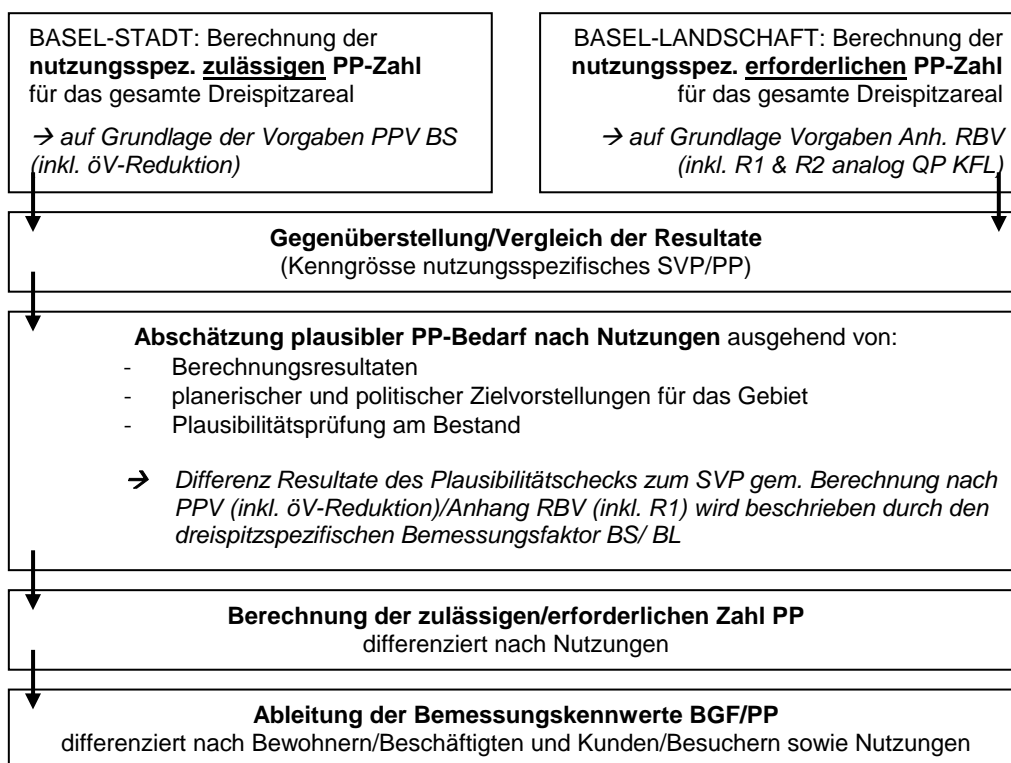 BASEL-STADT: Berechnung der
nutzungsspez. zulässigen PP-Zahl
für das gesamte Dreispitzareal
→ auf Grundlage der Vorgaben PPV BS
(inkl. öV-Reduktion)
BASEL-LANDSCHAFT: Berechnung der
nutzungsspez. erforderlichen PP-Zahl
für das gesamte Dreispitzareal
→ auf Grundlage Vorgaben Anh. RBV
(inkl. R1 & R2 analog QP KFL)
Gegenüberstellung/Vergleich der Resultate
(Kenngrösse nutzungsspezifisches SVP/PP)
Abschätzung plausibler PP-Bedarf nach Nutzungen ausgehend von:
- Berechnungsresultaten
- planerischer und politischer Zielvorstellungen für das Gebiet
- Plausibilitätsprüfung am Bestand
→ Differenz Resultate des Plausibilitätschecks zum SVP gem. Berechnung nach
PPV (inkl. öV-Reduktion)/Anhang RBV (inkl. R1) wird beschrieben durch den
dreispitzspezifischen Bemessungsfaktor BS/ BL
Berechnung der zulässigen/erforderlichen Zahl PP
differenziert nach Nutzungen
Ableitung der Bemessungskennwerte BGF/PP
differenziert nach Bewohnern/Beschäftigten und Kunden/Besuchern sowie Nutzungen